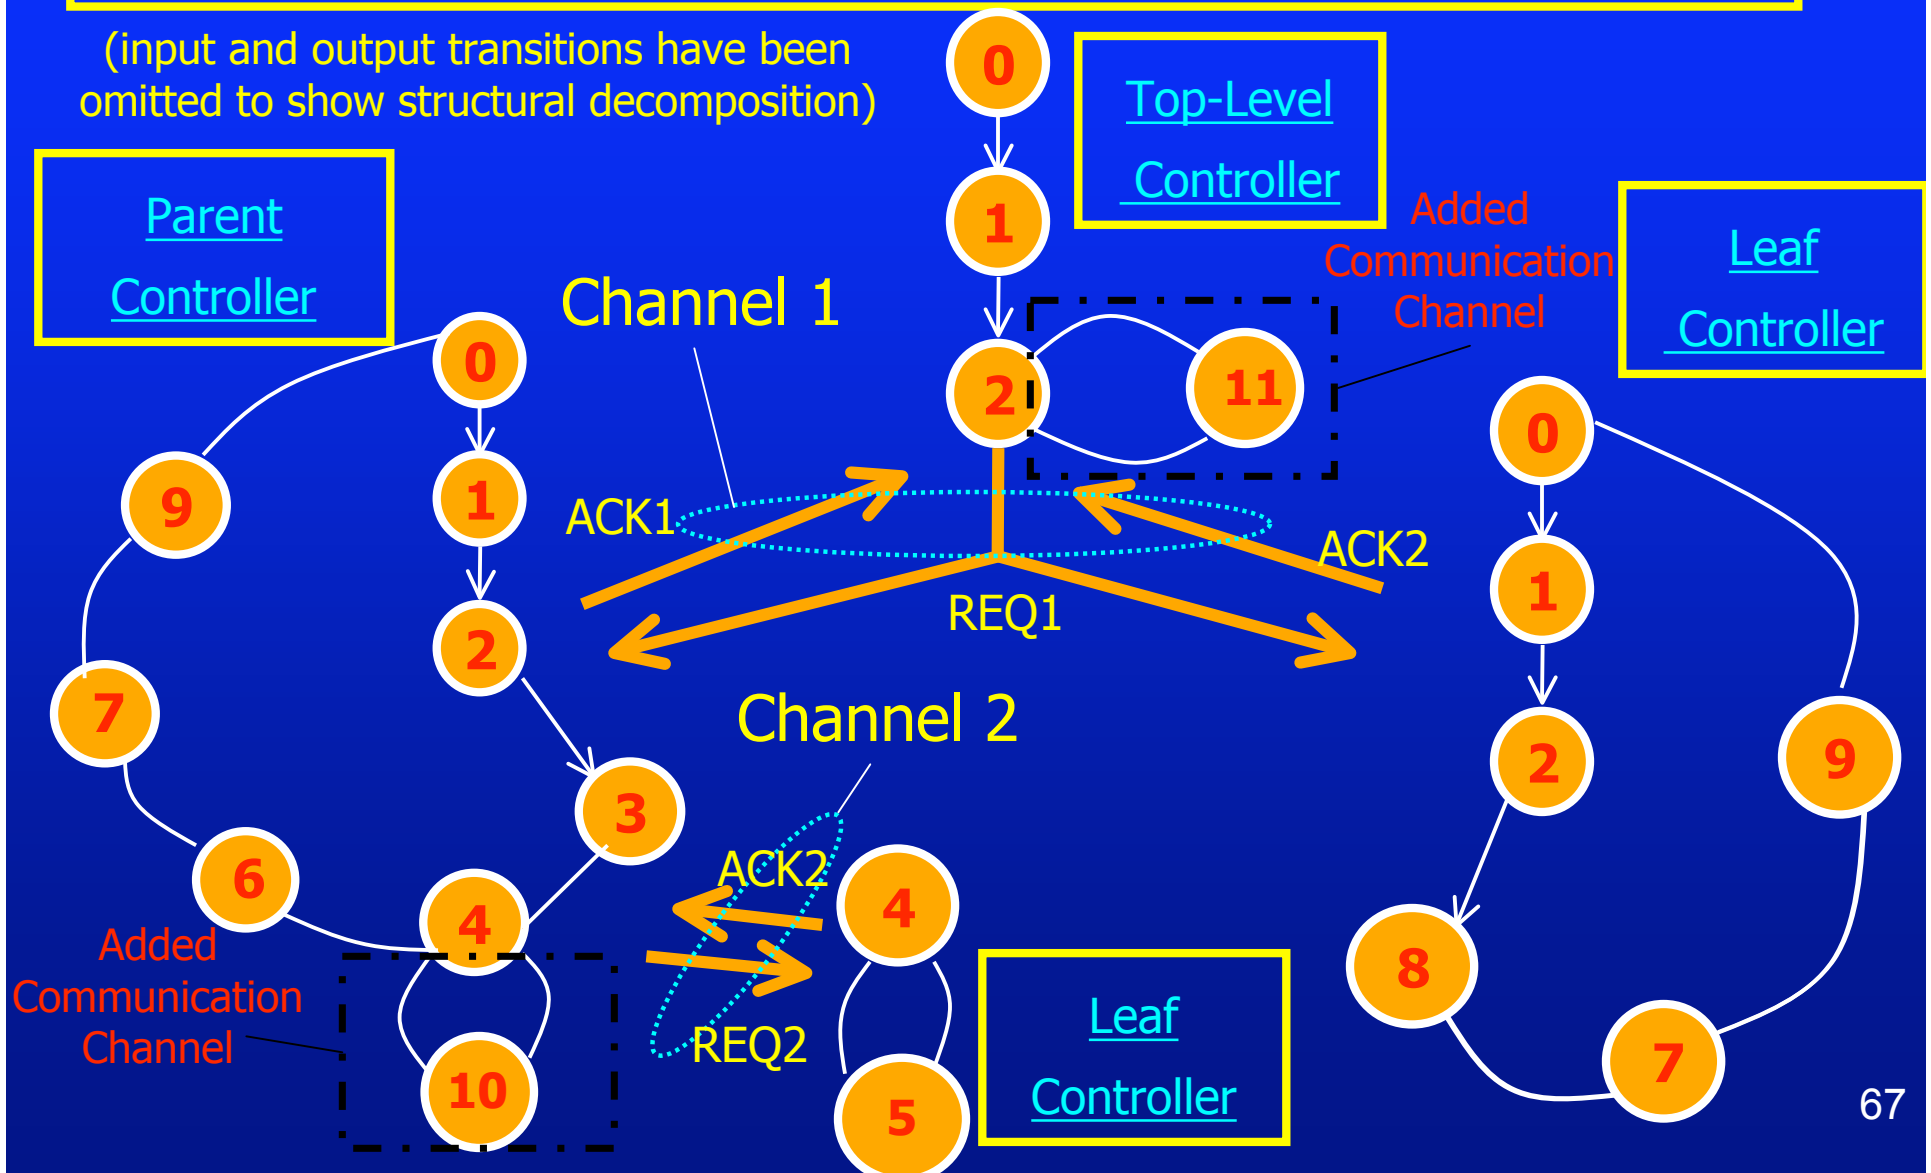 (input and output transitions have been
omitted to show structural decomposition)
0
Top-Level
Controller
Parent
Controller
1
Added
Communication
Channel
Leaf
Controller
Channel 1
0
2
11
0
9
1
ACK1
ACK2
REQ1
1
2
7
Channel 2
2
9
3
6
4
ACK2
4
8
Added
Communication
Channel
REQ2
Leaf
Controller
10
5
7
67